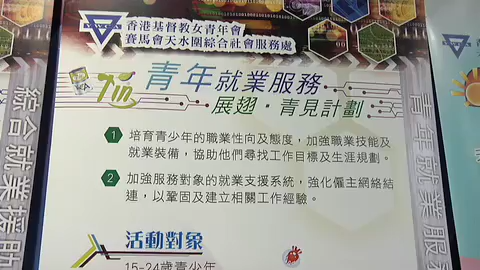 香港基督教女青年會
賽馬會天水圍綜合社會服務處
青年就業服務
展翅·青見計劃
1 培育青少年的職業性向及態度，加強職業技能及
就業裝備，協助他們尋找工作目標及生涯規劃。
2 加強服務對象的就業支援系統，強化僱主網絡結
連，以鞏固及建立相關工作經驗。
活動對象
15-24歲青少年
綜合就業援助
青年就業服務